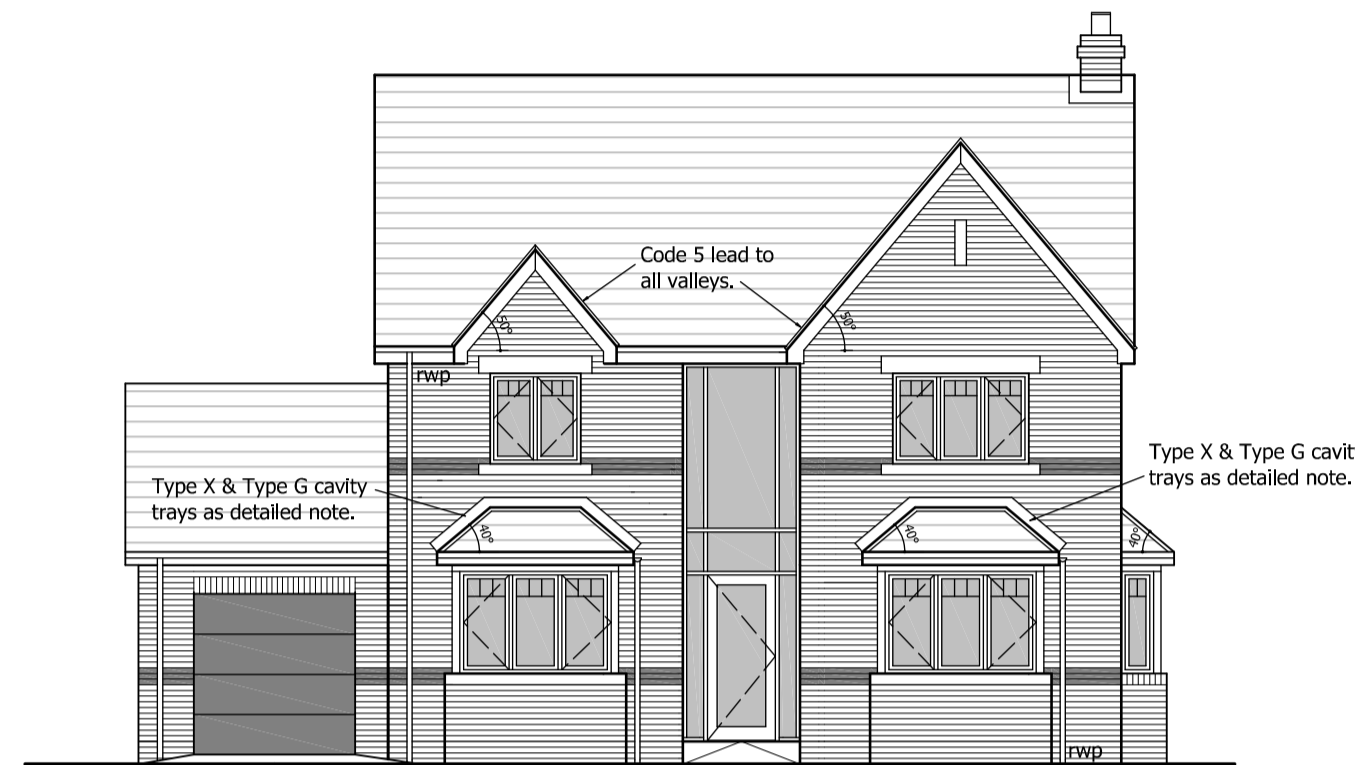 Code 5 lead to
all valleys.
50°
50°
rwp
Type X & Type G cavit
trays as detailed note.
Type X & Type G cavity
trays as detailed note.
40°
40°
40°
rwp